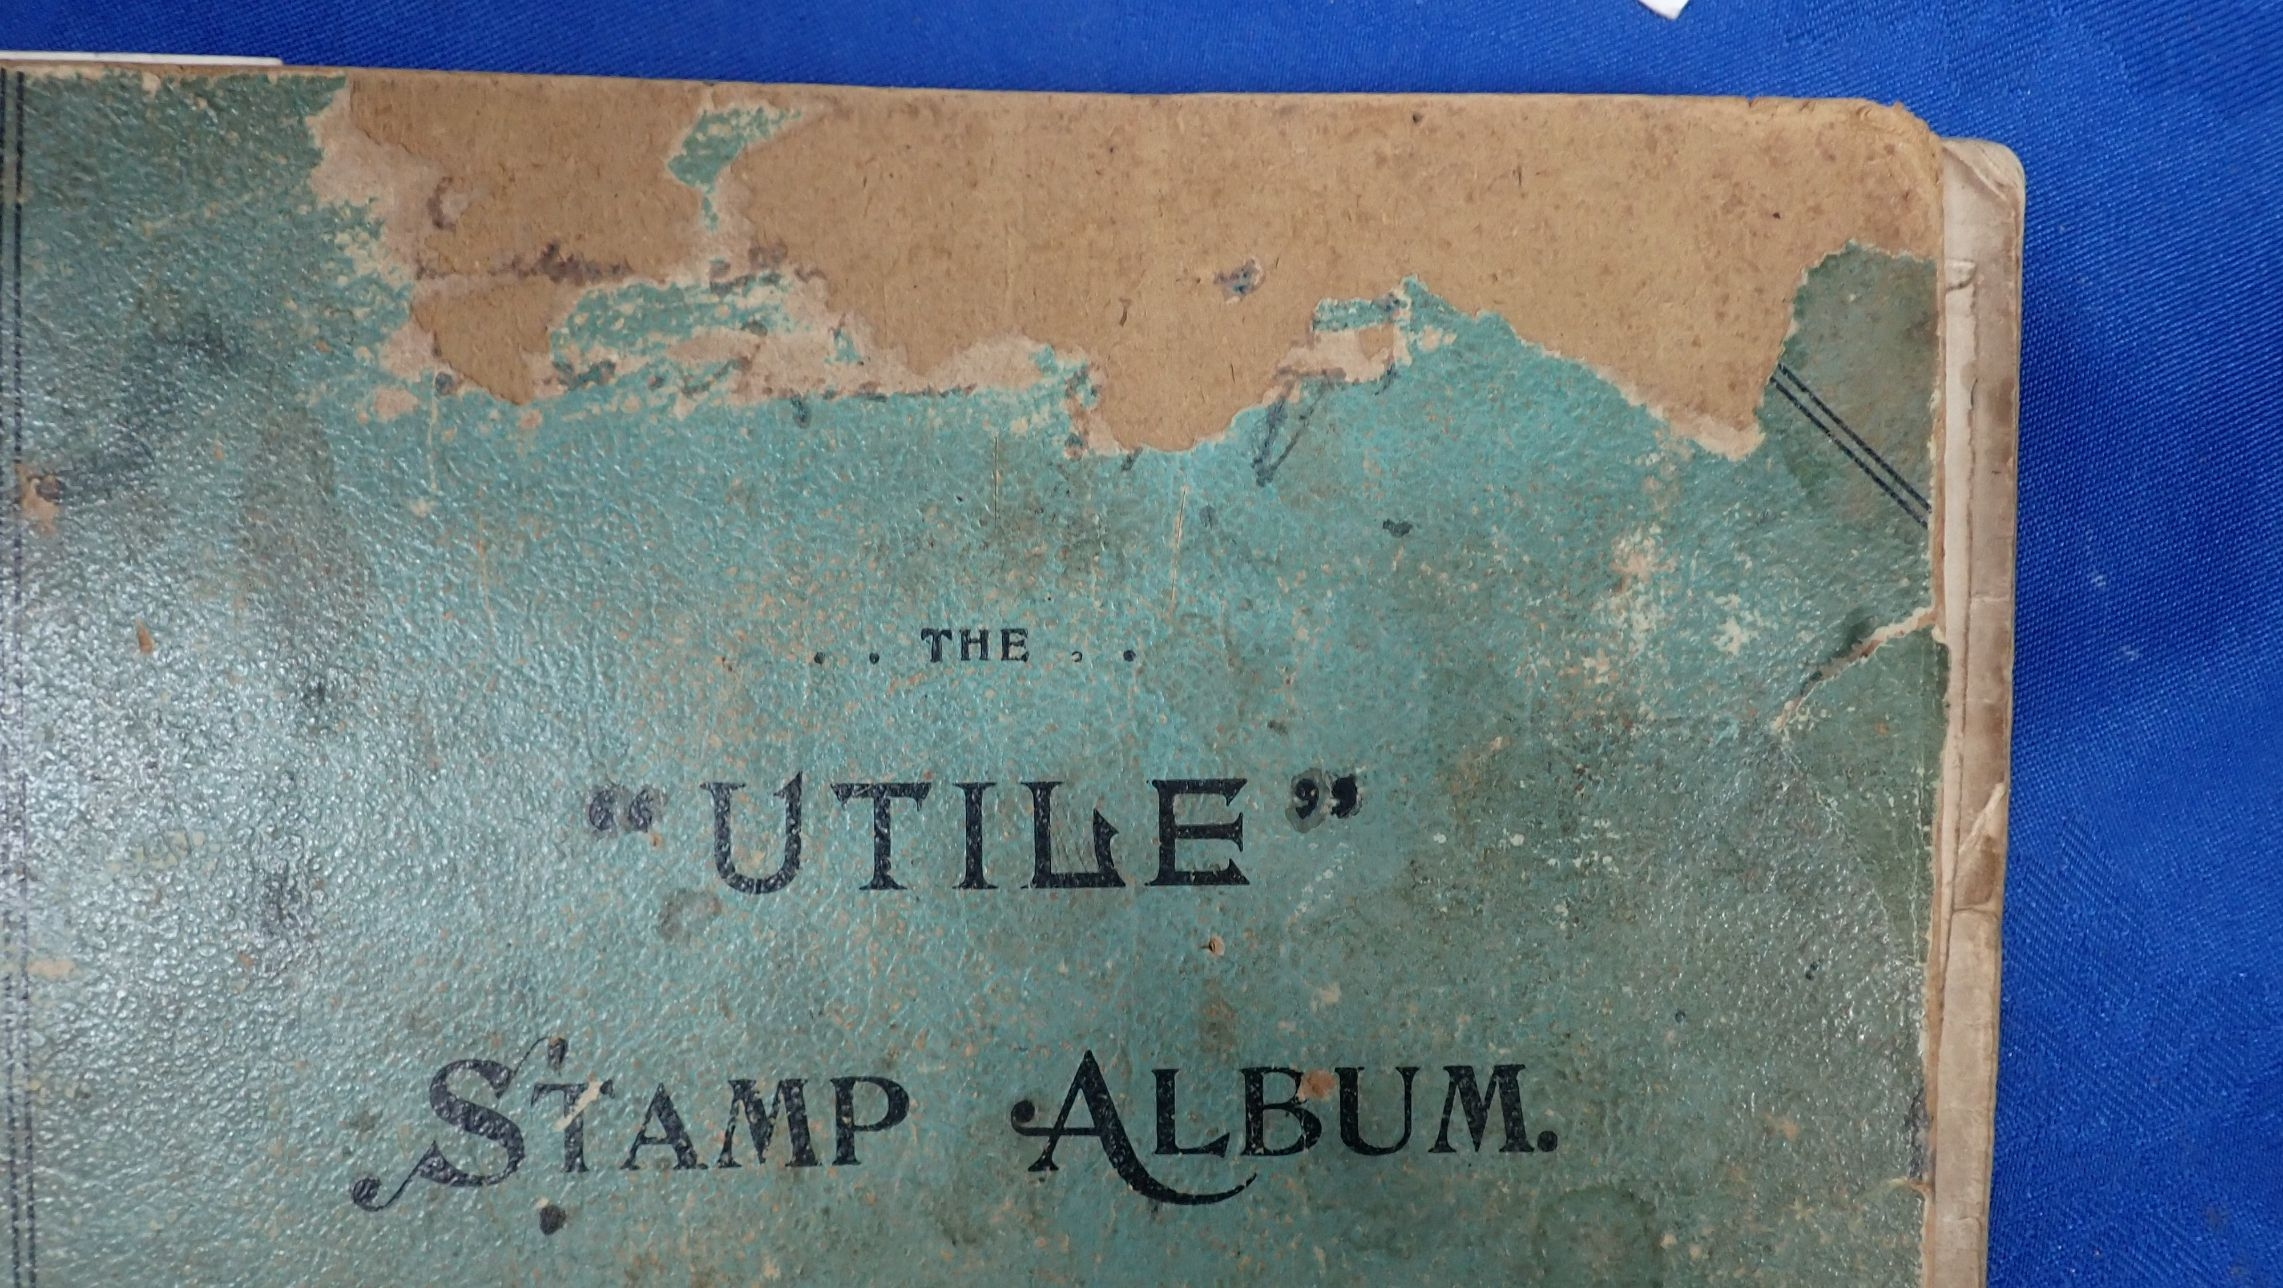 . . THE . .
“UTILE”
STAMP ALBUM.